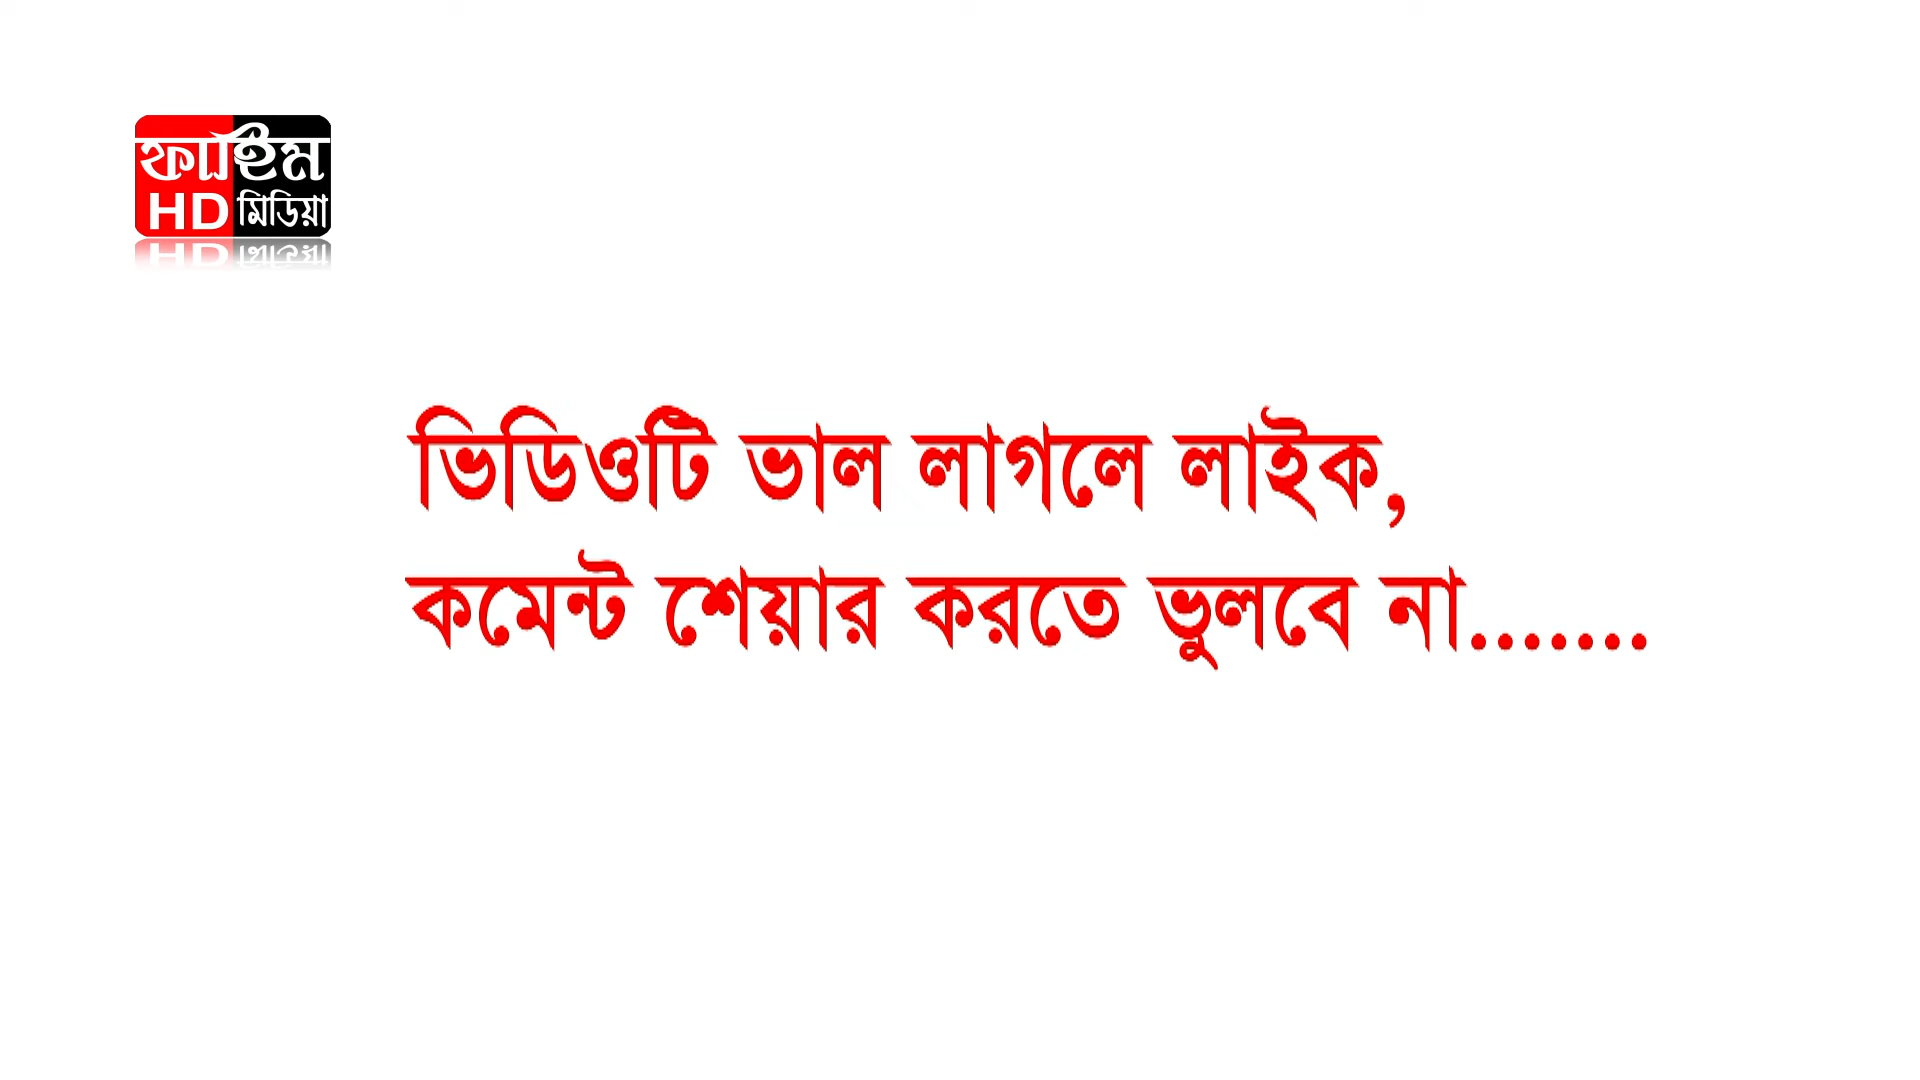 ফাহিম
HD মিডিয়া
ভিডিওটি ভাল লাগলে লাইক,
কমেন্ট শেয়ার করতে ভুলবে না.......